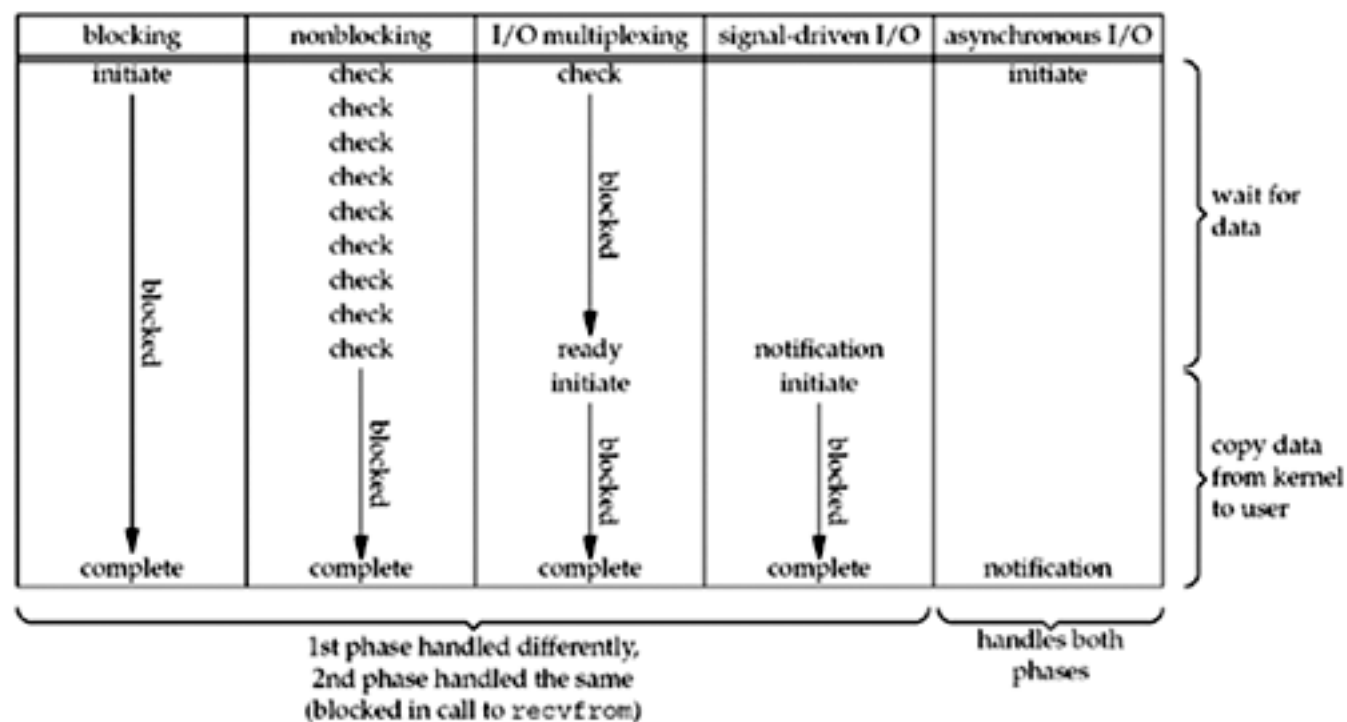 blocking nonblocking I/O multiplexing signal-driven I/O asynchronous I/O
initiate check check initiate
check
check
check
check
check
check
check
check ready notification
initiate initiate
blocked
blocked
blocked
blocked
blocked
complete complete complete complete notification
wait for
data
copy data
from kernel
to user
1st phase handled differently,
2nd phase handled the same
(blocked in call to recvfrom)
handles both
phases